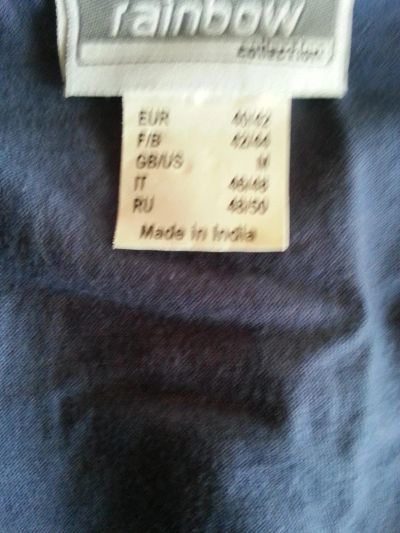 rainbow
collection
EUR 40/42
F/B 42/44
GB/US M
IT 46/48
RU 48/50
Made in India